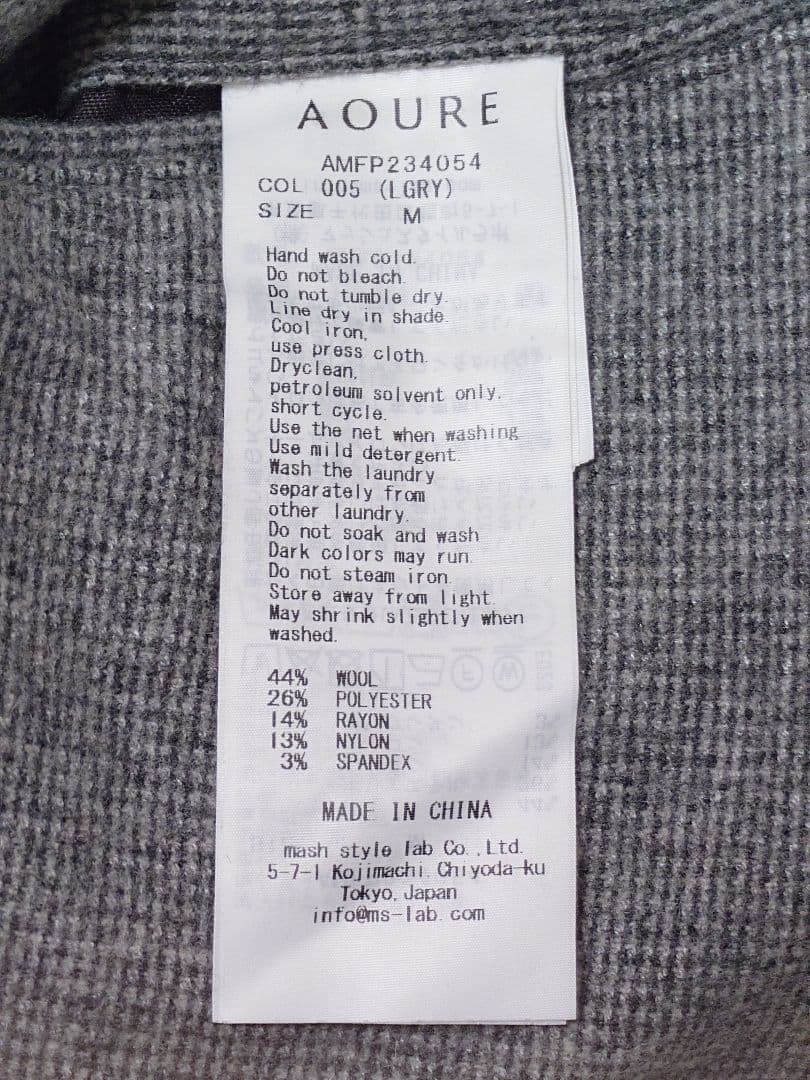 AOURE
AMFP234054
COL 005 (LGRY)
SIZE M
Hand wash cold.
Do not bleach.
Do not tumble dry.
Line dry in shade.
Cool iron,
use press cloth.
Dryclean,
petroleum solvent only,
short cycle.
Use the net when washing
Use mild detergent.
Wash the laundry
separately from
other laundry.
Do not soak and wash
Dark colors may run.
Do not steam iron.
Store away from light.
May shrink slightly when
washed.
44% WOOL
26% POLYESTER
14% RAYON
13% NYLON
3% SPANDEX
MADE IN CHINA
mash style lab Co.,Ltd.
5-7-1 Kojimachi, Chiyoda-ku
Tokyo, Japan
info@ms-lab.com